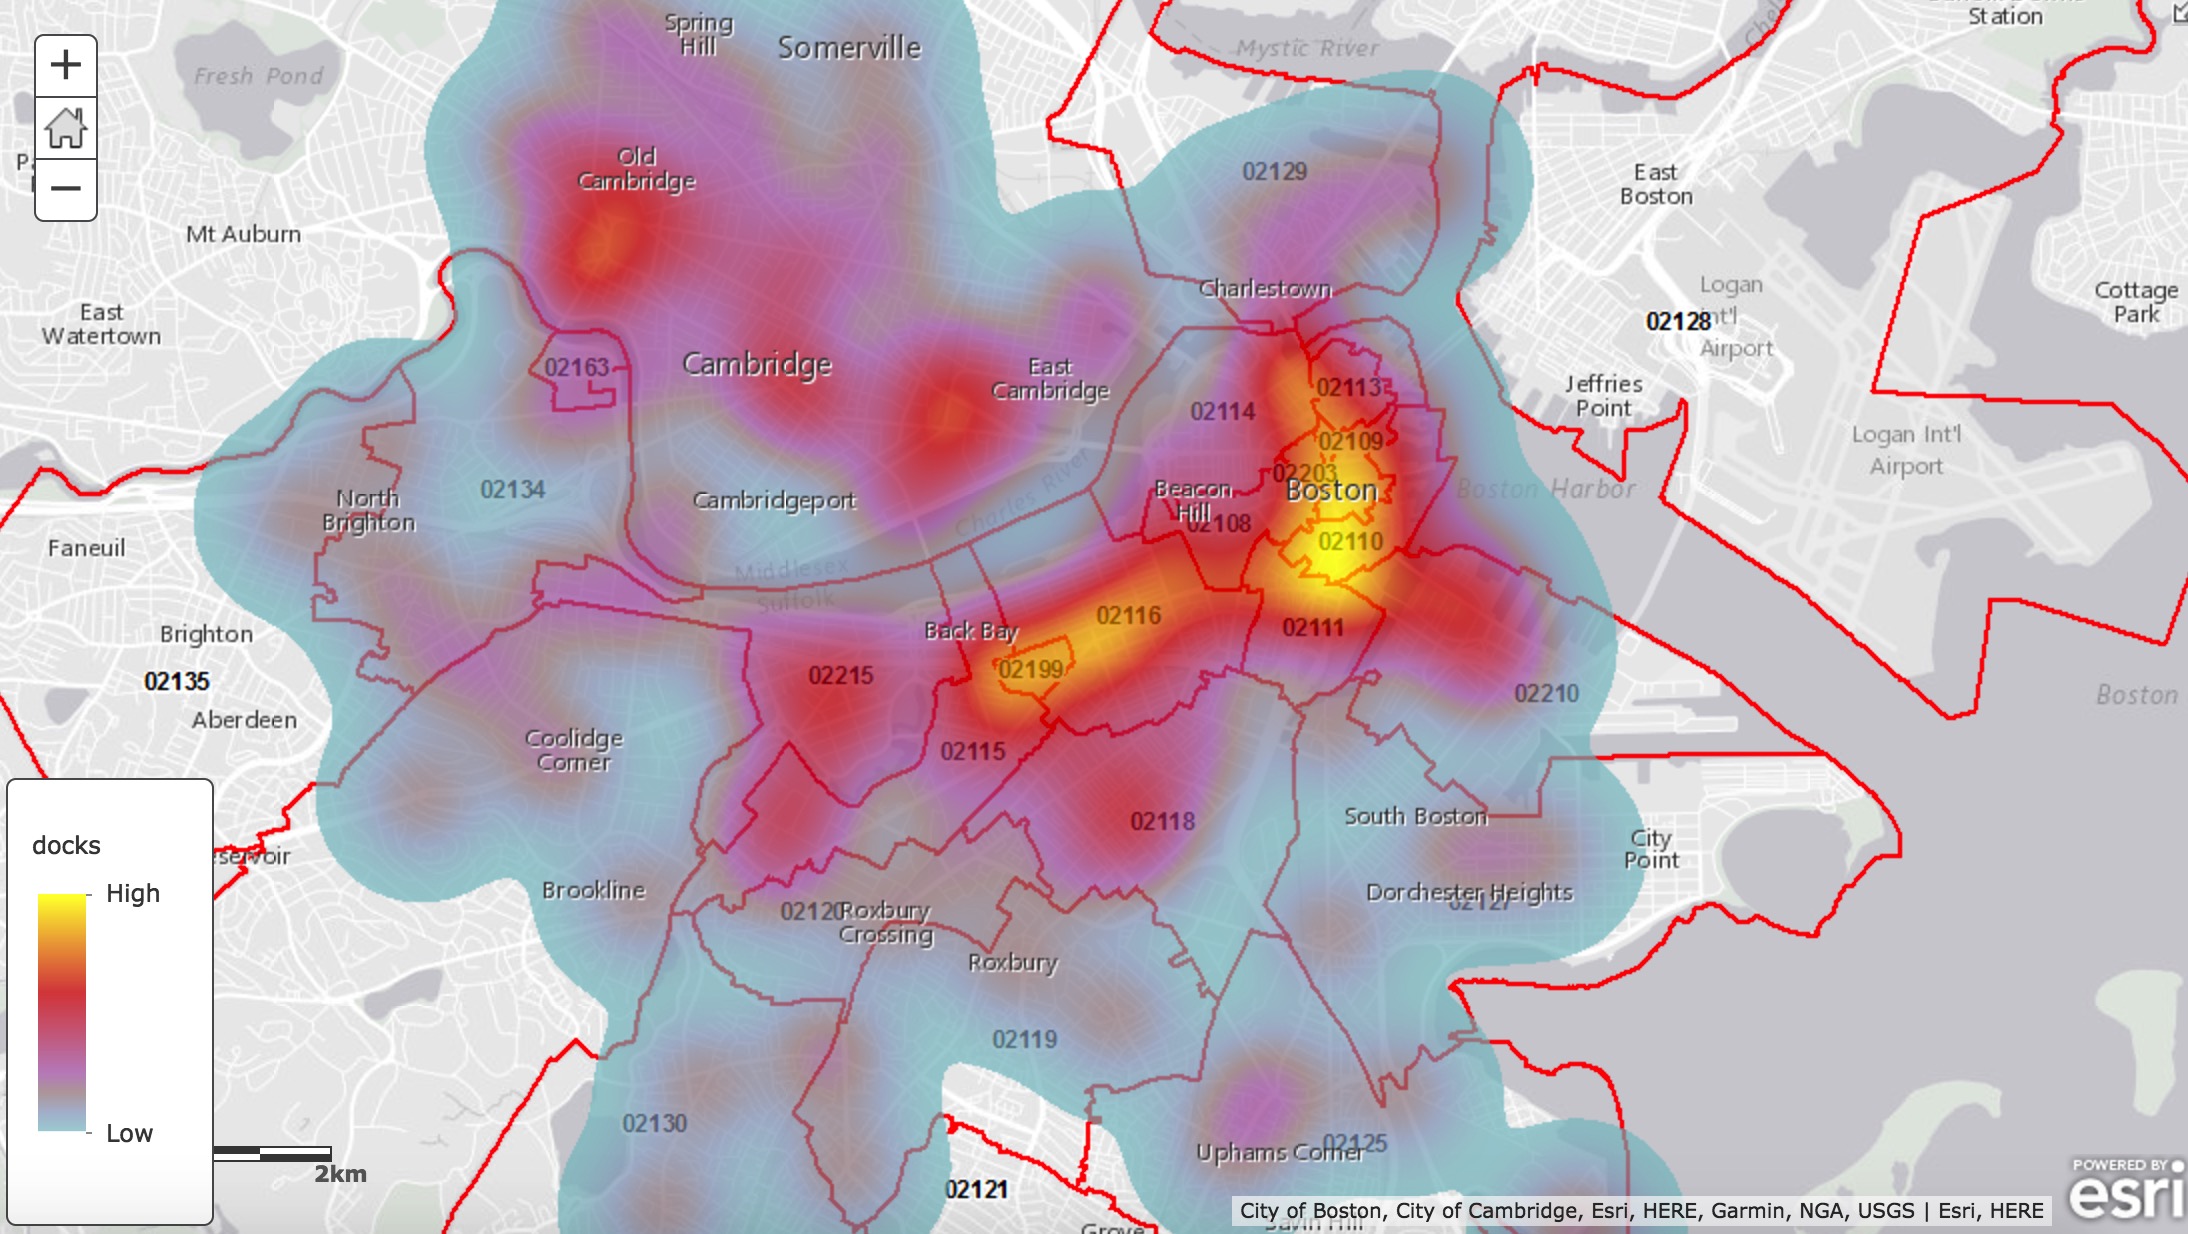 Spring
Hill
Somerville
Station
Mystic River
Fresh Pond
+
−
Old
Cambridge
02129
East
Boston
Mt Auburn
Logan
Int'l
Airport
Charlestown
Cottage
Park
East
Watertown
02128
02163
Cambridge
East
Cambridge
02113
Jeffries
Point
02114
02109
Logan Int'l
Airport
02203
Boston
Boston Harbor
Beacon
Hill
02108
02134
Cambridgeport
Charles River
North
Brighton
02110
Faneuil
Middlesex
Suffolk
02116
02111
Brighton
Back Bay
02199
02215
02135
02210
Boston
Aberdeen
Coolidge
Corner
02115
02118
South Boston
City
Point
docks
High
Low
servoir
Brookline
Dorchester Heights
02127
02120
Roxbury
Crossing
Roxbury
02119
02130
Uphams Corner
02125
2km
02121
Grove
Savin Hill
City of Boston, City of Cambridge, Esri, HERE, Garmin, NGA, USGS | Esri, HERE
POWERED BY
esri